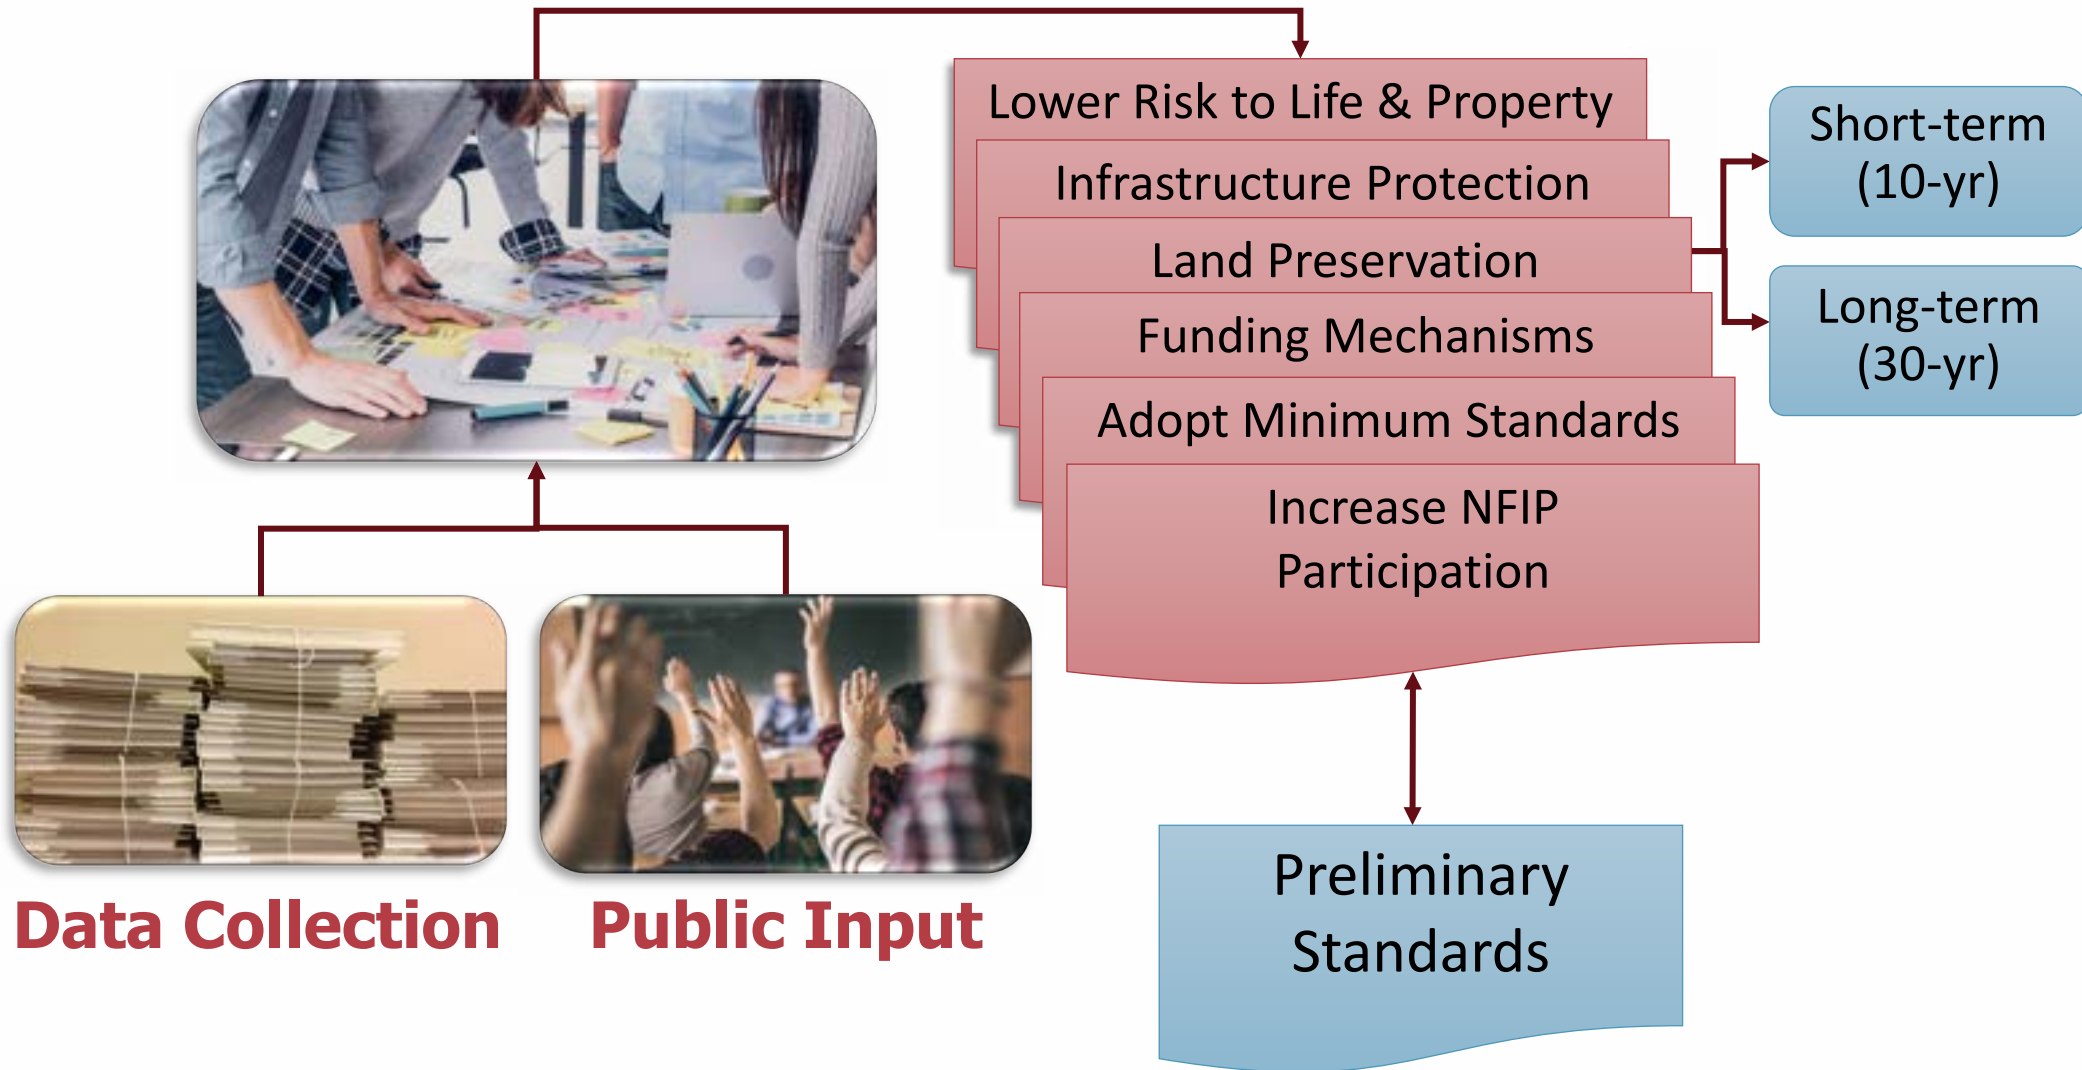 Lower Risk to Life & Property
Infrastructure Protection
Land Preservation
Funding Mechanisms
Adopt Minimum Standards
Increase NFIP
Participation
Short-term
(10-yr)
Long-term
(30-yr)
Data Collection
Public Input
Preliminary
Standards